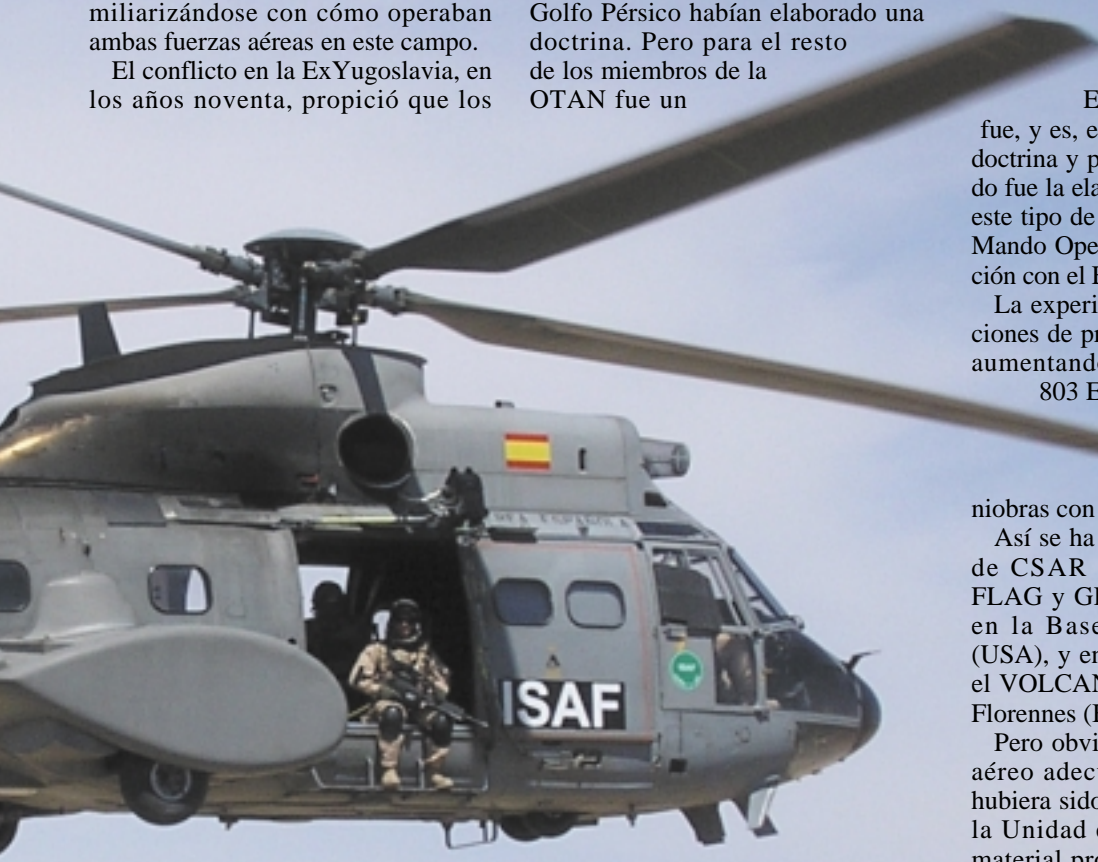 miliarizándose con cómo operaban
ambas fuerzas aéreas en este campo.
El conflicto en la ExYugoslavia, en
los años noventa, propició que los
Golfo Pérsico habían elaborado una
doctrina. Pero para el resto
de los miembros de la
OTAN fue un
E
fue, y es, e
doctrina y p
do fue la ela
este tipo de
Mando Ope
ción con el
La experi
ciones de pr
aumentand
803 E
niobras con
Así se ha
de CSAR
FLAG y G
en la Base
(USA), y en
el VOLCAN
Florennes (
Pero obvi
aéreo adec
hubiera sido
la Unidad
material pr
ESPAÑOLA
ISAF